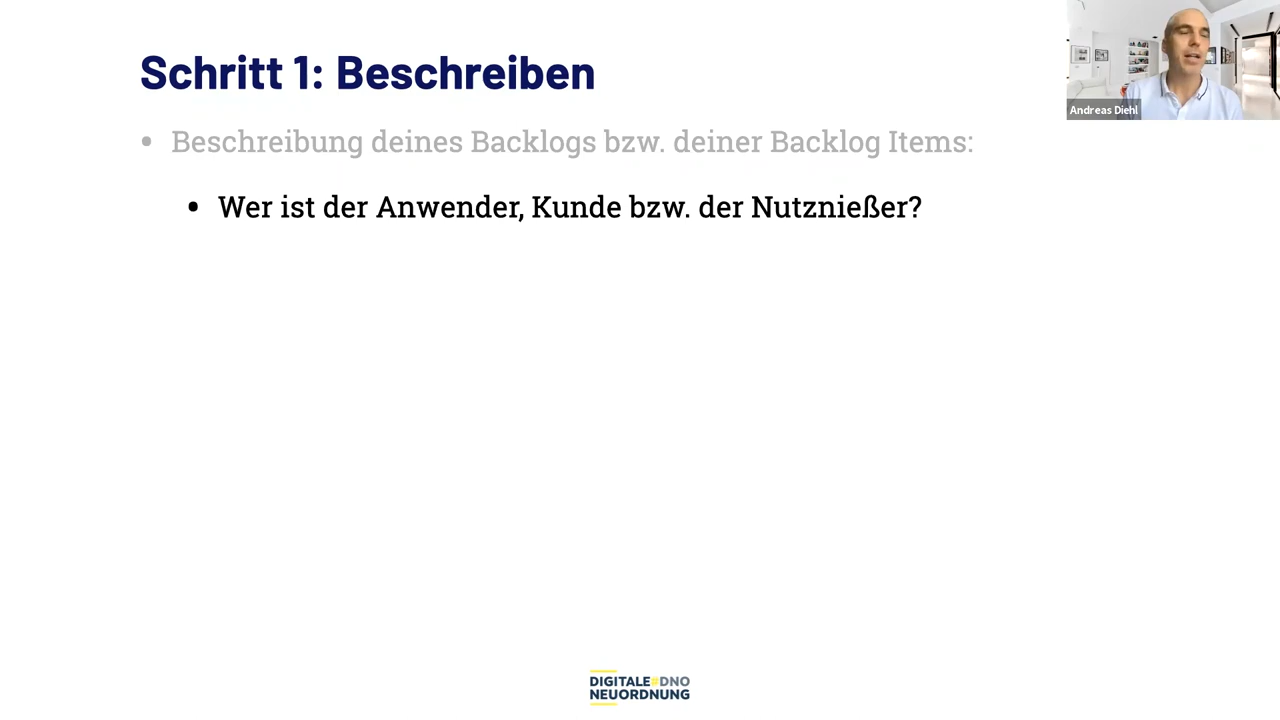 Schritt 1: Beschreiben
Andreas Diehl
• Beschreibung deines Backlogs bzw. deiner Backlog Items:
• Wer ist der Anwender, Kunde bzw. der Nutznießer?
DIGITALE#DNO
NEUORDNUNG